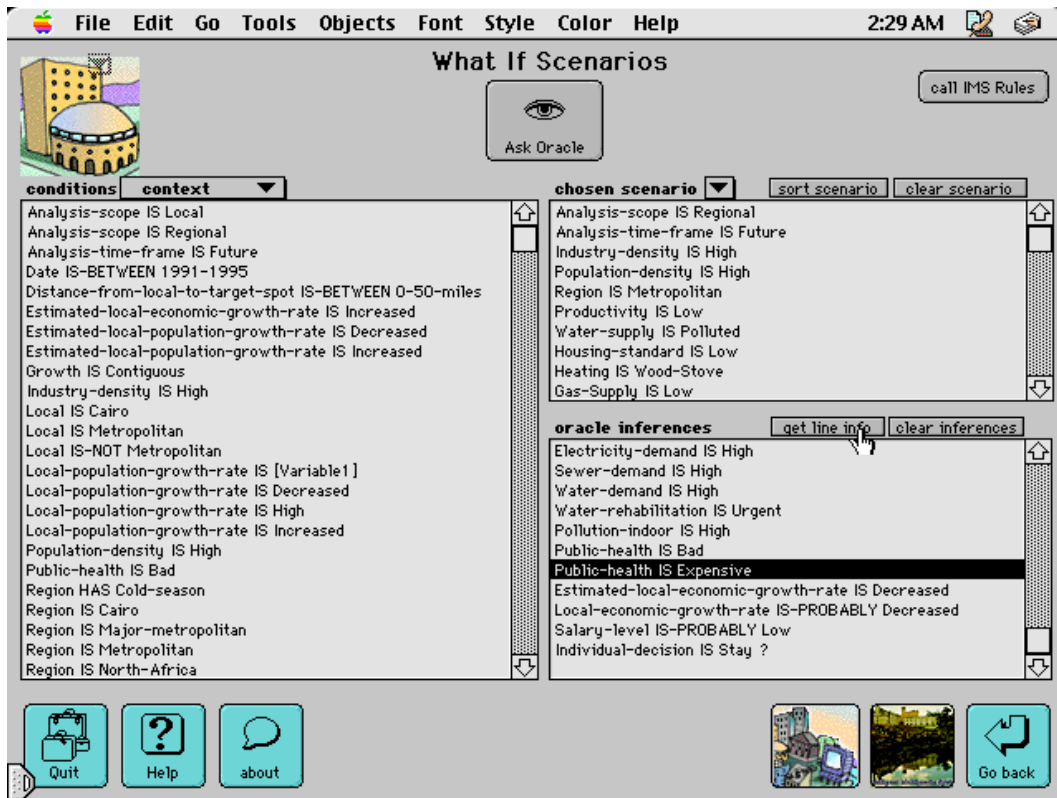 File Edit Go Tools Objects Font Style Color Help 2:29 AM
What If Scenarios
call IMS Rules
Ask Oracle
conditions context
Analysis-scope IS Local
Analysis-scope IS Regional
Analysis-time-frame IS Future
Date IS-BETWEEN 1991-1995
Distance-from-local-to-target-spot IS-BETWEEN 0-50-miles
Estimated-local-economic-growth-rate IS Increased
Estimated-local-population-growth-rate IS Decreased
Estimated-local-population-growth-rate IS Increased
Growth IS Contiguous
Industry-density IS High
Local IS Cairo
Local IS Metropolitan
Local IS-NOT Metropolitan
Local-population-growth-rate IS [Variable1]
Local-population-growth-rate IS Decreased
Local-population-growth-rate IS High
Local-population-growth-rate IS Increased
Population-density IS High
Public-health IS Bad
Region HAS Cold-season
Region IS Cairo
Region IS Major-metropolitan
Region IS Metropolitan
Region IS North-Africa
chosen scenario sort scenario clear scenario
Analysis-scope IS Regional
Analysis-time-frame IS Future
Industry-density IS High
Population-density IS High
Region IS Metropolitan
Productivity IS Low
Water-supply IS Polluted
Housing-standard IS Low
Heating IS Wood-Stove
Gas-Supply IS Low
oracle inferences get line info clear inferences
Electricity-demand IS High
Sewer-demand IS High
Water-demand IS High
Water-rehabilitation IS Urgent
Pollution-indoor IS High
Public-health IS Bad
Public-health IS Expensive
Estimated-local-economic-growth-rate IS Decreased
Local-economic-growth-rate IS-PROBABLY Decreased
Salary-level IS-PROBABLY Low
Individual-decision IS Stay ?
Quit Help about Go back